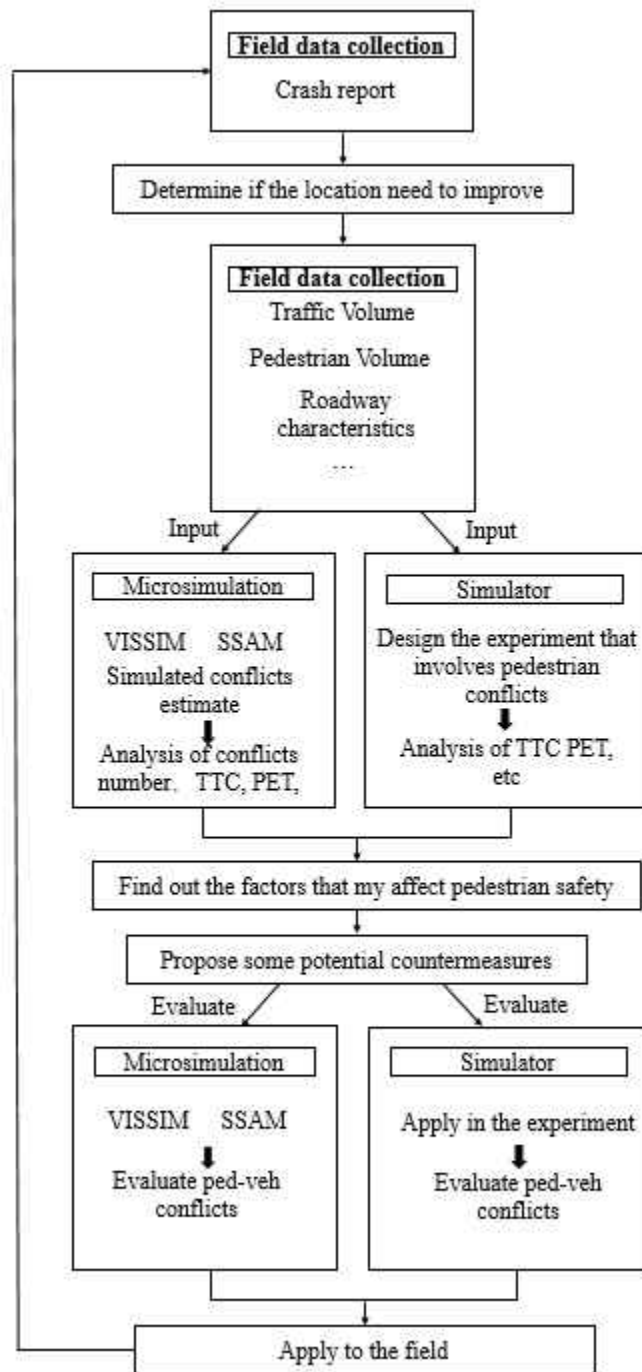 Field data collection
Crash report
Determine if the location need to improve
Field data collection
Traffic Volume
Pedestrian Volume
Roadway
characteristics
...
Input
Input
Microsimulation
VISSIM SSAM
Simulated conflicts
estimate
Analysis of conflicts
number. TTC, PET,
Simulator
Design the experiment that
involves pedestrian
conflicts
Analysis of TTC PET,
etc
Find out the factors that my affect pedestrian safety
Propose some potential countermeasures
Evaluate
Evaluate
Microsimulation
VISSIM SSAM
Evaluate ped-veh
conflicts
Simulator
Apply in the experiment
Evaluate ped-veh
conflicts
Apply to the field